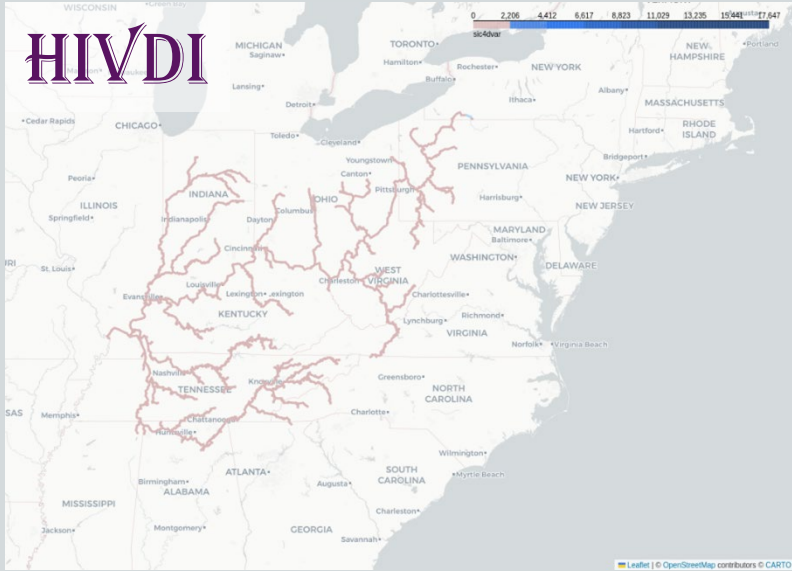 WISCONSIN
0 2,206 4,412 6,617 8,823 11,029 13,235 15,441 17,647
sic4dvar
HIVDI
Portland
MICHIGAN
Saginaw
TORONTO
Hamilton
Rochester
NEW YORK
NEW HAMPSHIRE
Buffalo
Lansing
Ithaca
Albany
MASSACHUSETTS
Detroit
Cedar Rapids
CHICAGO
Toledo
Cleveland
Hartford
RHODE ISLAND
Bridgeport
Youngstown
Canton
PENNSYLVANIA
NEW YORK
Peoria
ILLINOIS
INDIANA
OHIO
Pittsburgh
Harrisburg
NEW JERSEY
Springfield
Indianapolis
Dayton
Columbu
MARYLAND
Baltimore
Cincin
WASHINGTON
DELAWARE
St. Louis
WEST VIRGINIA
Charleston
Louisville
Evansville
Lexington
exington
Charlottesville
KENTUCKY
Lynchburg
Richmond
VIRGINIA
Norfolk
Virginia Beach
Nashville
TENNESSEE
Greensboro
NORTH CAROLINA
SAS
Memphis
Charlotte
Huntsville
Wilmington
ATLANTA
SOUTH CAROLINA
Myrtle Beach
Birmingham
ALABAMA
Augusta
MISSISSIPPI
Jackson
Montgomery
GEORGIA
Charleston
Savannah
Leaflet | © OpenStreetMap contributors © CARTO